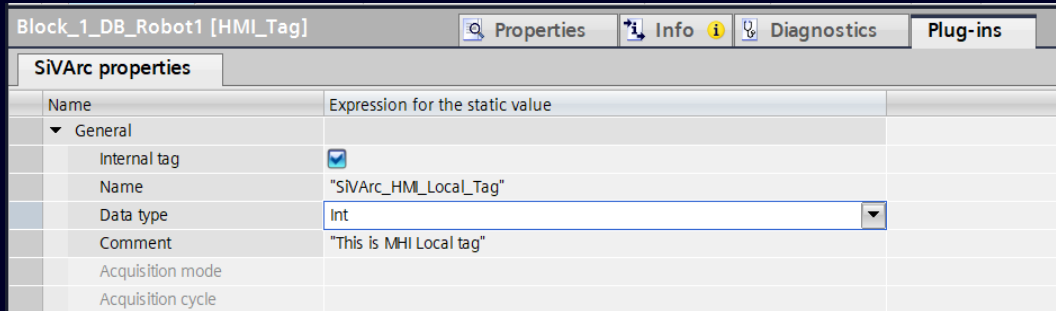 Block_1_DB_Robot1 [HMI_Tag]
Properties
Info
Diagnostics
Plug-ins
SiVArc properties
Name Expression for the static value
General
Internal tag
Name "SiVArc_HMI_Local_Tag"
Data type Int
Comment "This is MHI Local tag"
Acquisition mode
Acquisition cycle